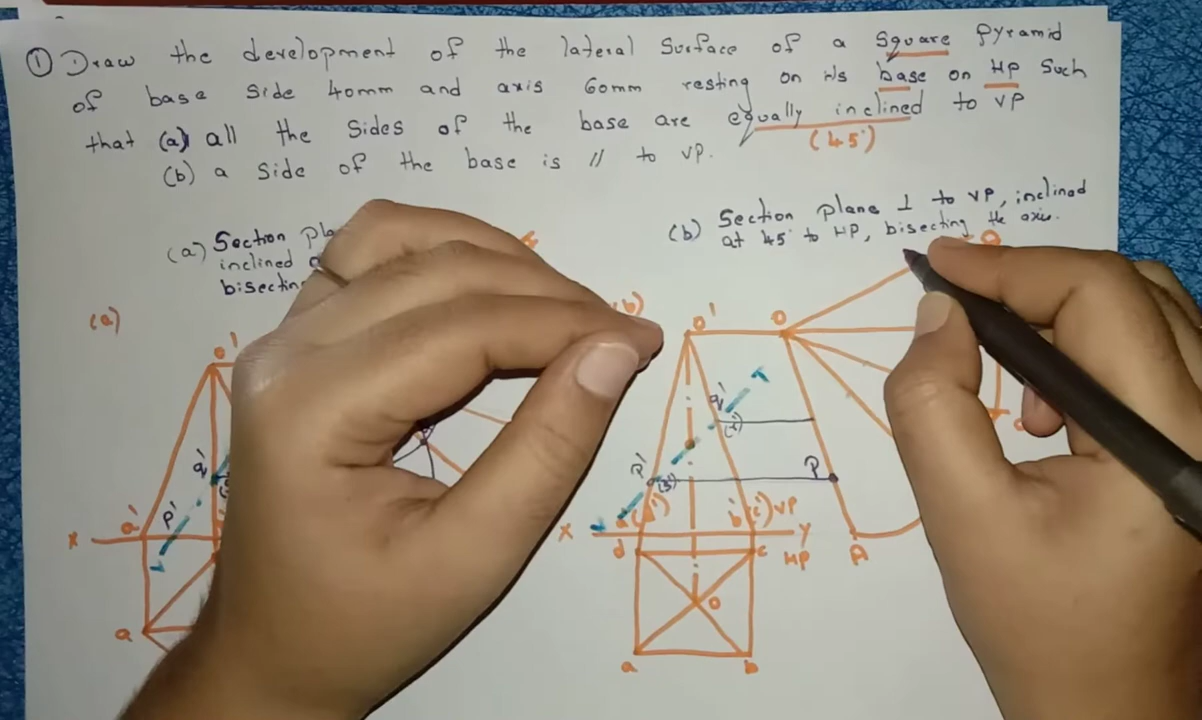 ① Draw the development of the lateral Surface of a Square Pyramid
of base side 40mm and axis 60mm resting on its base on HP Such
that (a) all the Sides of the base are equally inclined to VP
(45°)
(b) a Side of the base is // to VP.
(a) Section Pla
inclined
bisectin
(b) Section Plane ⊥ to VP, inclined
at 45° to HP, bisecting the axis.
(a)
(b)
o'
q'
p'
a'
X
a
o'
O
q'
(r')
p'
(s')
P
a'(d')
b'(c')
VP
X
Y
HP
d
c
A
o
a
b